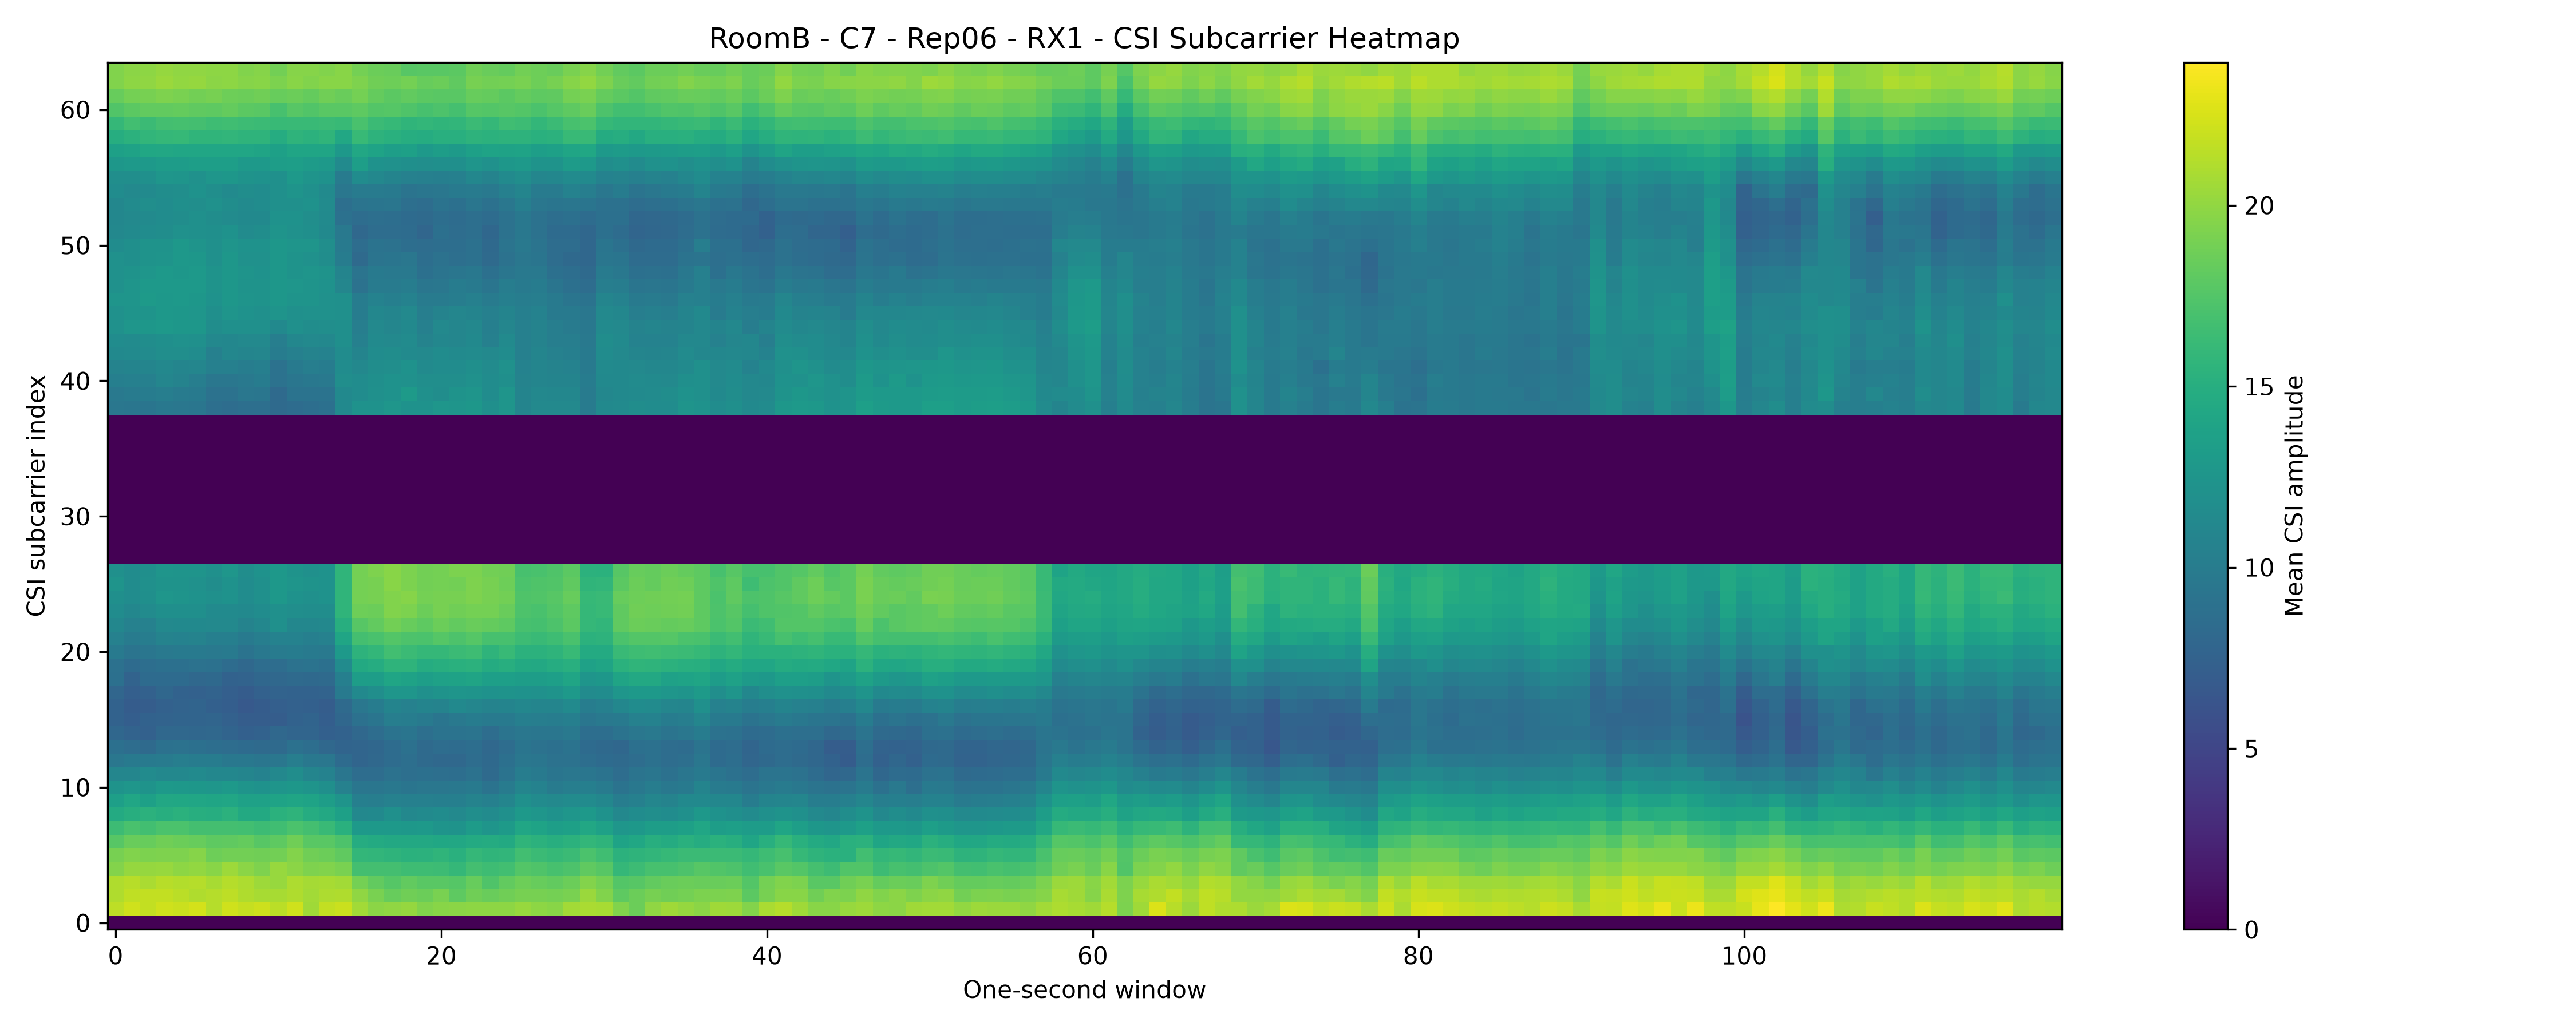 RoomB - C7 - Rep06 - RX1 - CSI Subcarrier Heatmap
CSI subcarrier index
60
50
40
30
20
10
0
0 20 40 60 80 100
One-second window
20
15
10
5
0
Mean CSI amplitude